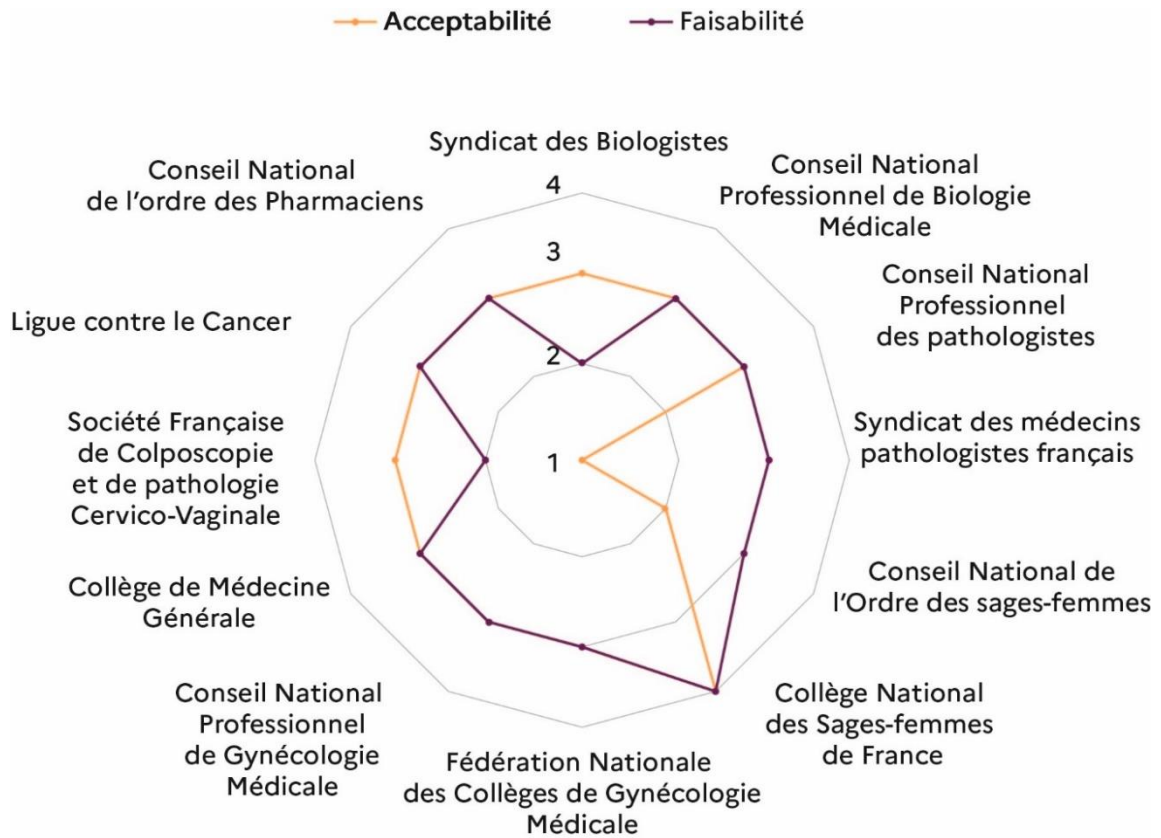 Acceptabilité
Faisabilité
Syndicat des Biologistes
Conseil National
Professionnel de Biologie
Médicale
Conseil National
Professionnel
des pathologistes
Syndicat des médecins
pathologistes français
Conseil National de
l’Ordre des sages-femmes
Collège National
des Sages-femmes
de France
Fédération Nationale
des Collèges de Gynécologie
Médicale
Conseil National
Professionnel
de Gynécologie
Médicale
Collège de Médecine
Générale
Société Française
de Colposcopie
et de pathologie
Cervico-Vaginale
Ligue contre le Cancer
Conseil National
de l’ordre des Pharmaciens
4
3
2
1